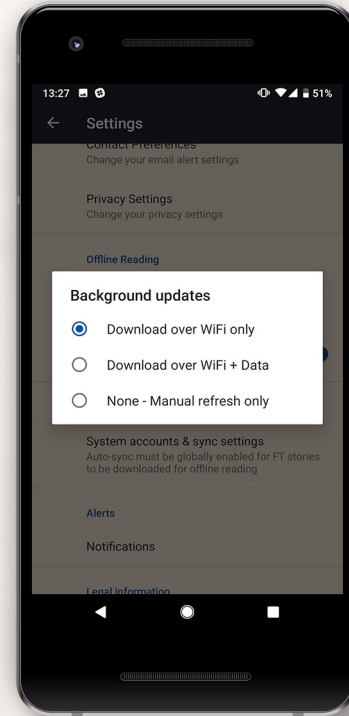 13:27
51%
Settings
Contact Preferences
Change your email alert settings
Privacy Settings
Change your privacy settings
Offline Reading
Background updates
Download over WiFi only
Download over WiFi + Data
None - Manual refresh only
System accounts & sync settings
Auto-sync must be globally enabled for FT stories
to be downloaded for offline reading
Alerts
Notifications
Legal information